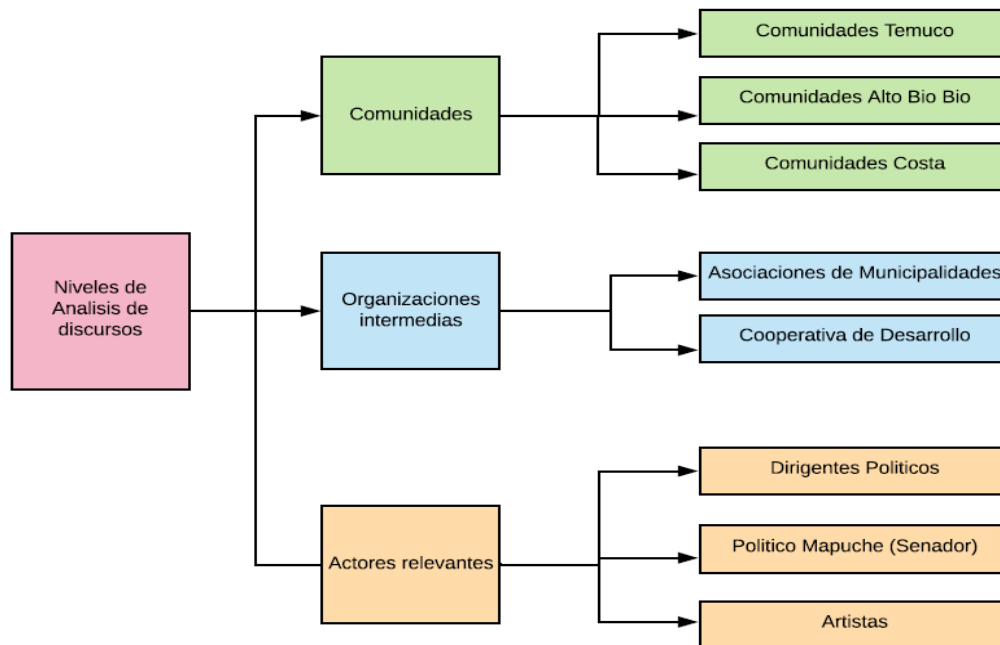 Niveles de
Analisis de
discursos
Comunidades
Comunidades Temuco
Comunidades Alto Bio Bio
Comunidades Costa
Organizaciones
intermedias
Asociaciones de Municipalidades
Cooperativa de Desarrollo
Actores relevantes
Dirigentes Politicos
Politico Mapuche (Senador)
Artistas